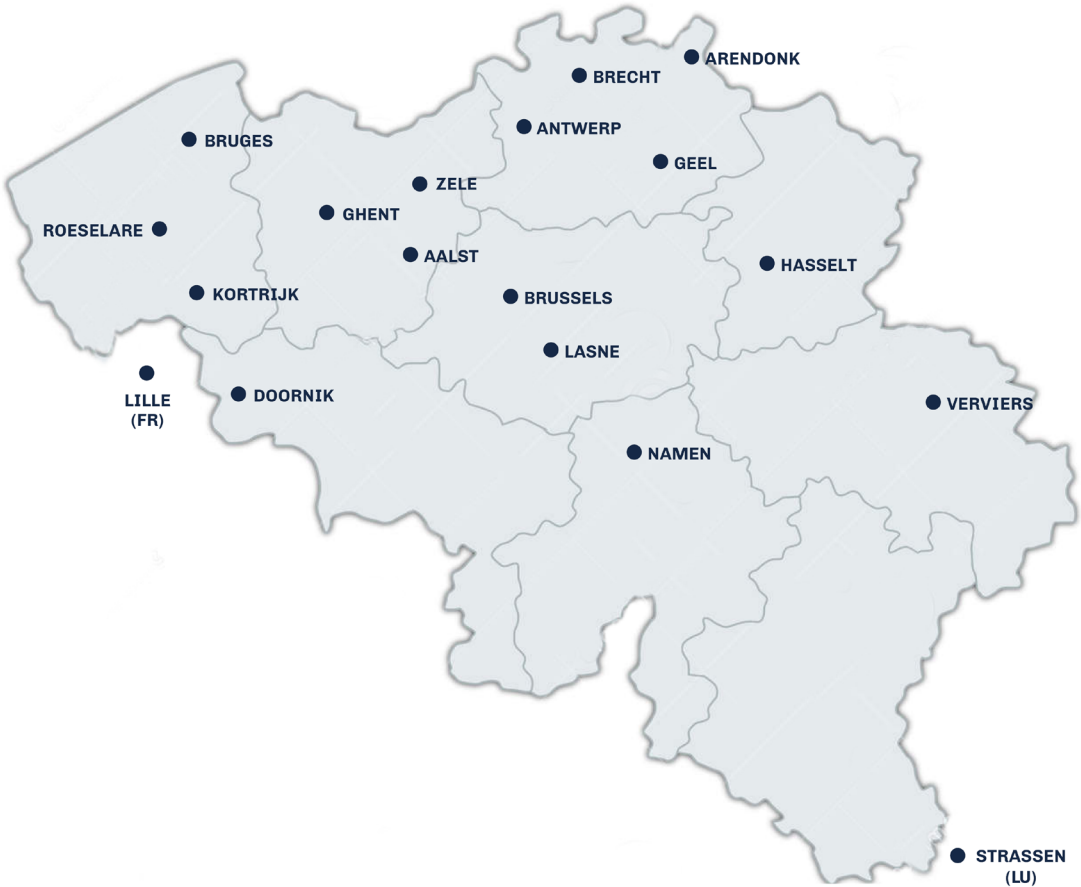 ARENDONK
BRECHT
ANTWERP
BRUGES
GEEL
ZELE
GHENT
ROESELARE
AALST
HASSELT
KORTRIJK
BRUSSELS
LASNE
LILLE
(FR)
DOORNIK
VERVIERS
NAMEN
STRASSEN
(LU)